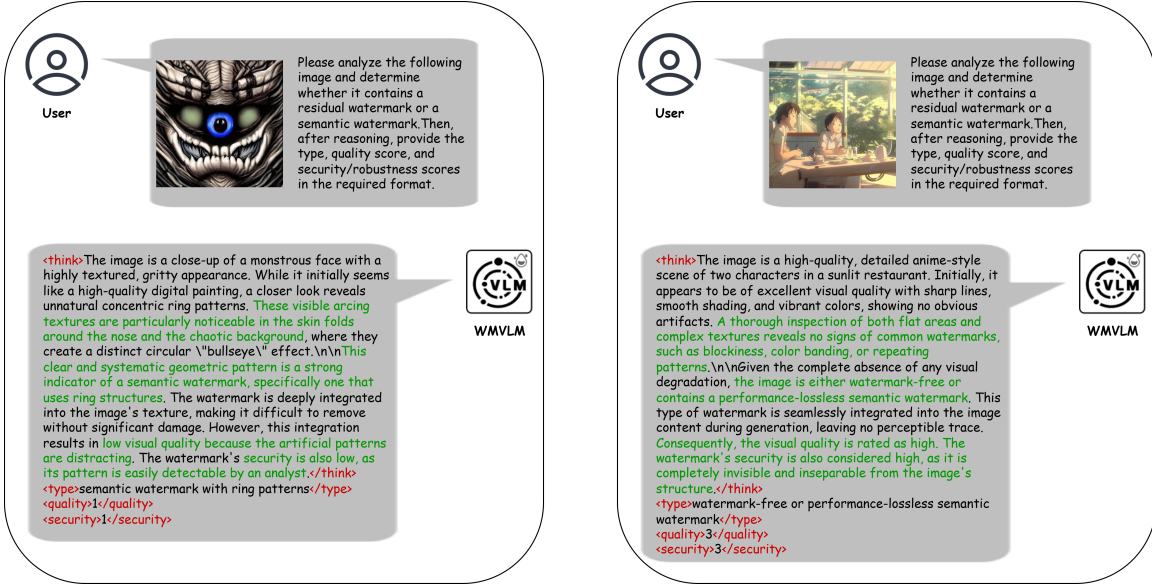 User
Please analyze the following
image and determine
whether it contains a
residual watermark or a
semantic watermark.Then,
after reasoning, provide the
type, quality score, and
security/robustness scores
in the required format.
<think>The image is a close-up of a monstrous face with a
highly textured, gritty appearance. While it initially seems
like a high-quality digital painting, a closer look reveals
unnatural concentric ring patterns. These visible arcing
textures are particularly noticeable in the skin folds
around the nose and the chaotic background, where they
create a distinct circular \"bullseye\" effect.\n\nThis
clear and systematic geometric pattern is a strong
indicator of a semantic watermark, specifically one that
uses ring structures. The watermark is deeply integrated
into the image's texture, making it difficult to remove
without significant damage. However, this integration
results in low visual quality because the artificial patterns
are distracting. The watermark's security is also low, as
its pattern is easily detectable by an analyst.</think>
<type>semantic watermark with ring patterns</type>
<quality>1</quality>
<security>1</security>
VLM
WMVLM
User
Please analyze the following
image and determine
whether it contains a
residual watermark or a
semantic watermark.Then,
after reasoning, provide the
type, quality score, and
security/robustness scores
in the required format.
<think>The image is a high-quality, detailed anime-style
scene of two characters in a sunlit restaurant. Initially, it
appears to be of excellent visual quality with sharp lines,
smooth shading, and vibrant colors, showing no obvious
artifacts. A thorough inspection of both flat areas and
complex textures reveals no signs of common watermarks,
such as blockiness, color banding, or repeating
patterns.\n\nGiven the complete absence of any visual
degradation, the image is either watermark-free or
contains a performance-lossless semantic watermark. This
type of watermark is seamlessly integrated into the image
content during generation, leaving no perceptible trace.
Consequently, the visual quality is rated as high. The
watermark's security is also considered high, as it is
completely invisible and inseparable from the image's
structure.</think>
<type>watermark-free or performance-lossless semantic
watermark</type>
<quality>3</quality>
<security>3</security>
VLM
WMVLM